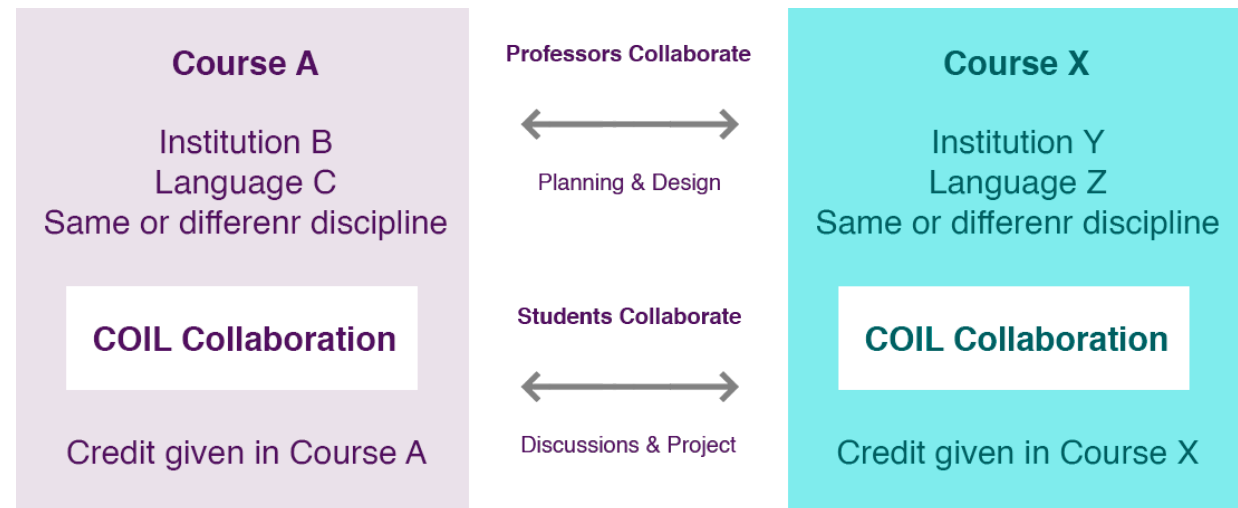 Course A
Institution B
Language C
Same or differenr discipline
COIL Collaboration
Credit given in Course A
Professors Collaborate
Planning & Design
Students Collaborate
Discussions & Project
Course X
Institution Y
Language Z
Same or differenr discipline
COIL Collaboration
Credit given in Course X